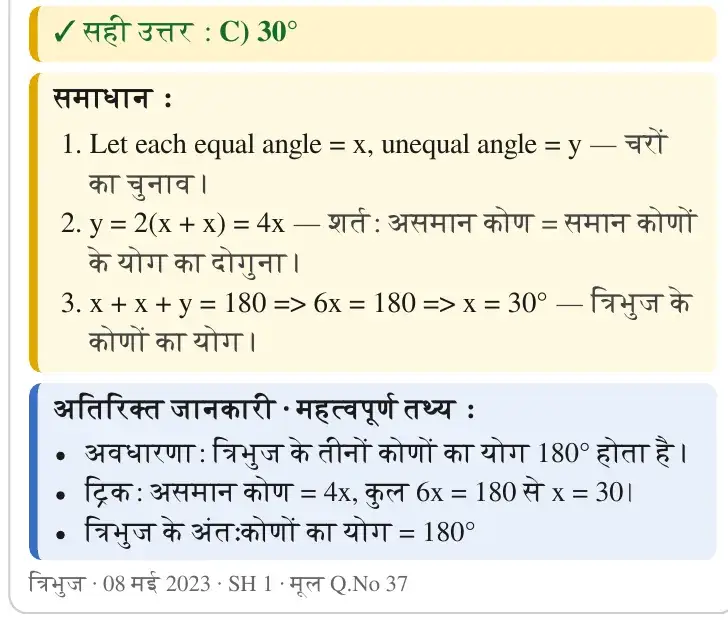 ✓ सही उत्तर : C) 30°
समाधान :
1. Let each equal angle = x, unequal angle = y — चरों
का चुनाव।
2. y = 2(x + x) = 4x — शर्त : असमान कोण = समान कोणों
के योग का दोगुना।
3. x + x + y = 180 => 6x = 180 => x = 30° — त्रिभुज के
कोणों का योग।
अतिरिक्त जानकारी · महत्वपूर्ण तथ्य :
• अवधारणा : त्रिभुज के तीनों कोणों का योग 180° होता है।
• ट्रिक : असमान कोण = 4x, कुल 6x = 180 से x = 30।
• त्रिभुज के अंतःकोणों का योग = 180°
त्रिभुज · 08 मई 2023 · SH 1 · मूल Q.No 37